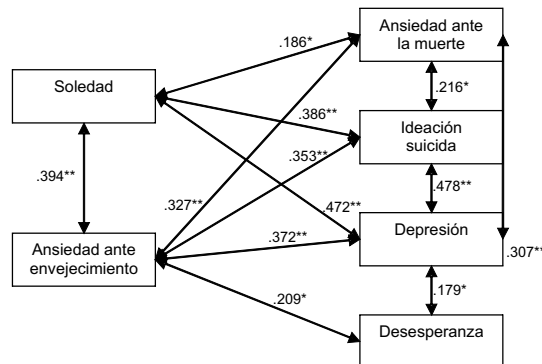 Ansiedad ante
la muerte
.186*
Soledad
.216*
.386**
Ideación
suicida
.353**
.394**
.327**
.478**
.472**
Depresión
.372**
Ansiedad ante
envejecimiento
.307**
.209*
.179*
Desesperanza